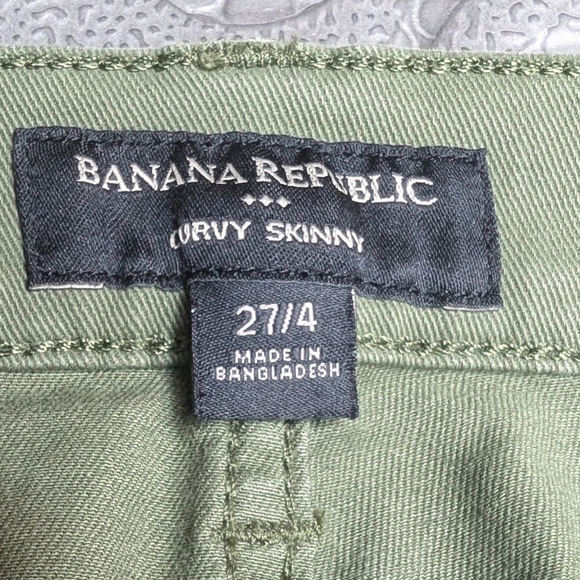 BANANA REPUBLIC
CURVY SKINNY
27/4
MADE IN
BANGLADESH